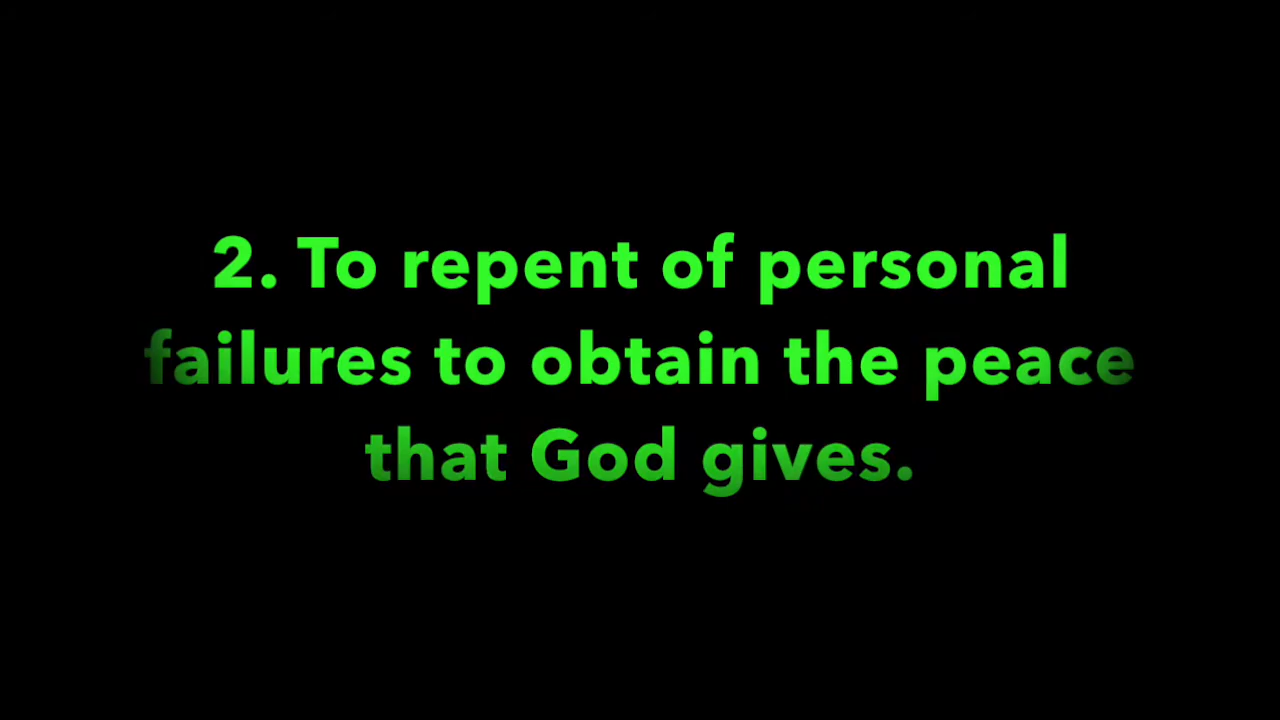 2. To repent of personal
failures to obtain the peace
that God gives.